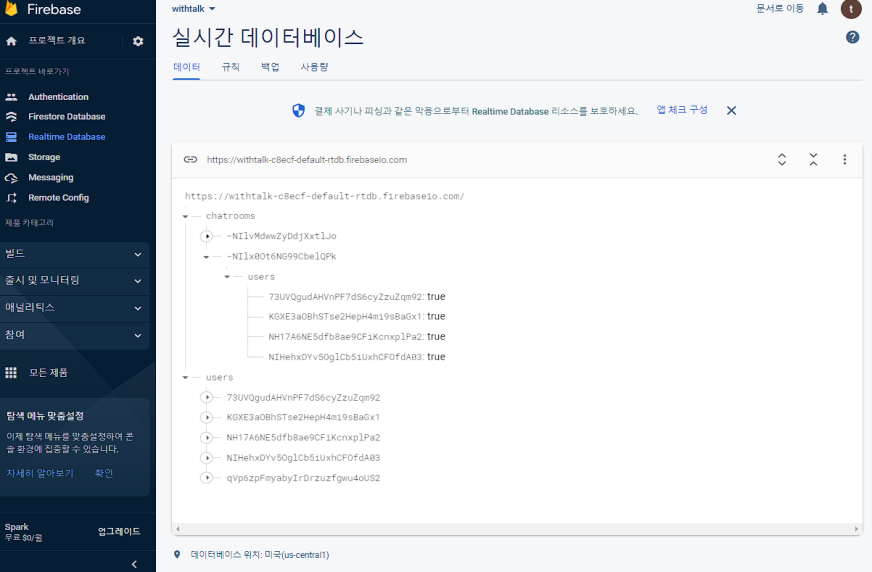 Firebase
프로젝트 개요
프로젝트 바로가기
Authentication
Firestore Database
Realtime Database
Storage
Messaging
Remote Config
제품 카테고리
빌드
출시 및 모니터링
애널리틱스
참여
모든 제품
탐색 메뉴 맞춤설정
이제 탐색 메뉴를 맞춤설정하여 콘
솔 환경에 집중할 수 있습니다.
자세히 알아보기 확인
Spark
무료 $0/월
업그레이드
withtalk
문서로 이동
t
실시간 데이터베이스
데이터 규칙 백업 사용량
결제 사기나 피싱과 같은 악용으로부터 Realtime Database 리소스를 보호하세요. 앱 체크 구성
https://withtalk-c8ecf-default-rtdb.firebaseio.com
https://withtalk-c8ecf-default-rtdb.firebaseio.com/
chatrooms
-NIlvMdwwZyDdjXxtlJo
-NIlx0Ot6NG99CbelQPk
users
73UVQgudAHVnPF7dS6cyZzuZqm92: true
KGXE3aOBhSTse2HepH4mi9sBaGx1: true
NH17A6NE5dfb8ae9CFiKcnxplPa2: true
NIHehxDYv5OglCb5iUxhCFOfdA03: true
users
73UVQgudAHVnPF7dS6cyZzuZqm92
KGXE3aOBhSTse2HepH4mi9sBaGx1
NH17A6NE5dfb8ae9CFiKcnxplPa2
NIHehxDYv5OglCb5iUxhCFOfdA03
qVp6zpFmyabyIrDrzuzfgwu4oUS2
데이터베이스 위치: 미국(us-central1)